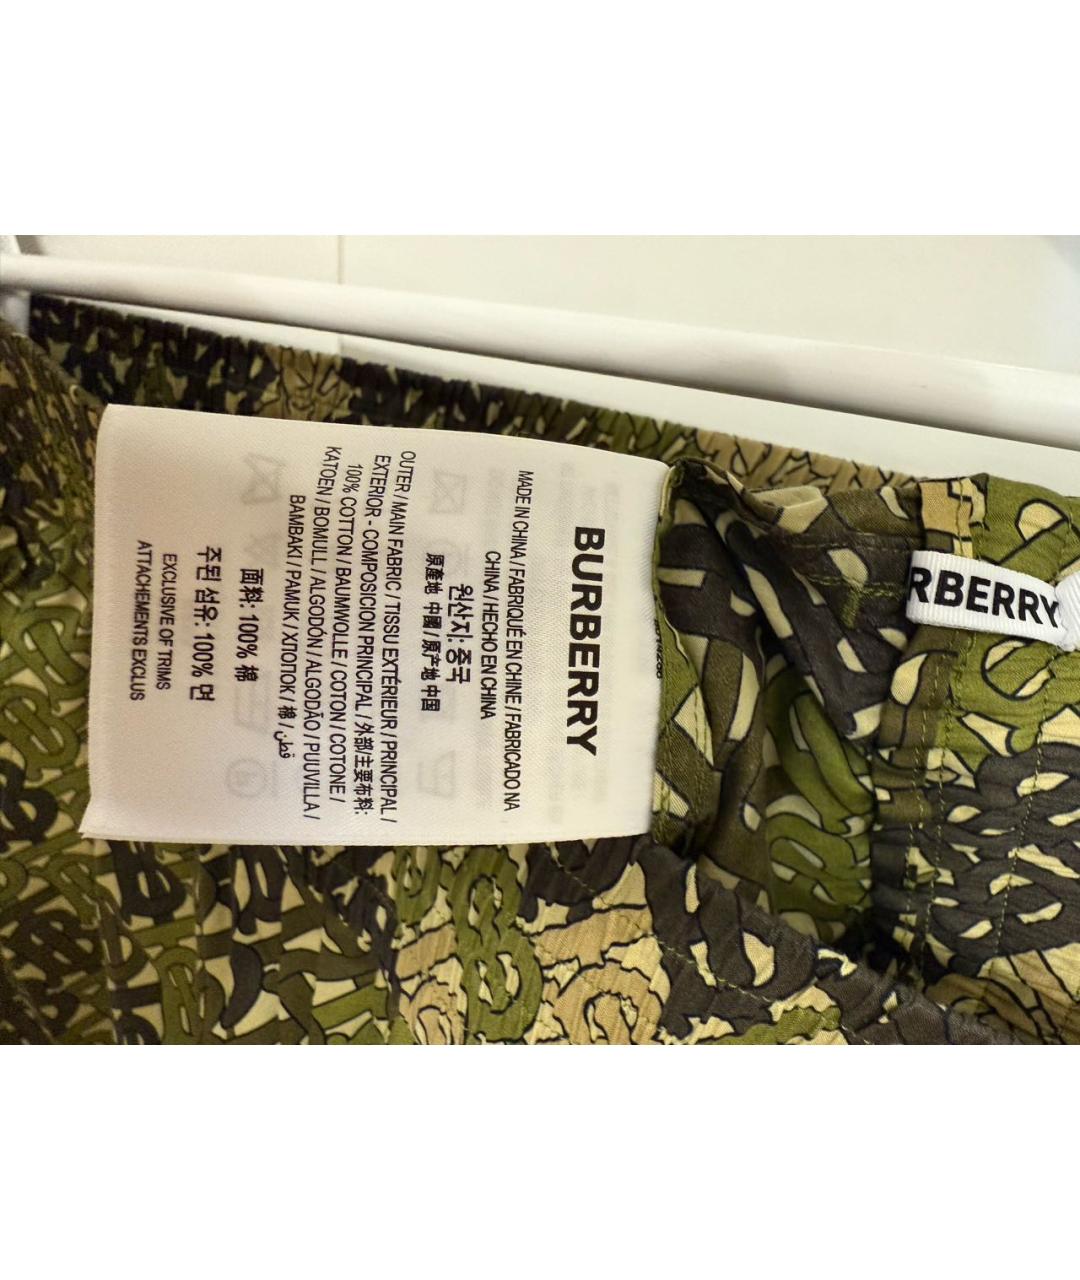 BURBERRY
MADE IN CHINA / FABRIQUÉ EN CHINE / FABRICADO NA
CHINA / HECHO EN CHINA
원산지: 중국
原產地 中國 / 原产地 中国
OUTER / MAIN FABRIC / TISSU EXTÉRIEUR / PRINCIPAL /
EXTERIOR - COMPOSICION PRINCIPAL / 外部/主要布料:
100% COTTON / BAUMWOLLE / COTON / COTONE /
KATOEN / BOMULL / ALGODÓN / ALGODÃO / PUUVILLA /
BAMBAKI / PAMUK / ХЛОПОК / 棉 / قطن
面料: 100% 棉
주된 섬유: 100% 면
EXCLUSIVE OF TRIMS
ATTACHEMENTS EXCLUS
RBERRY